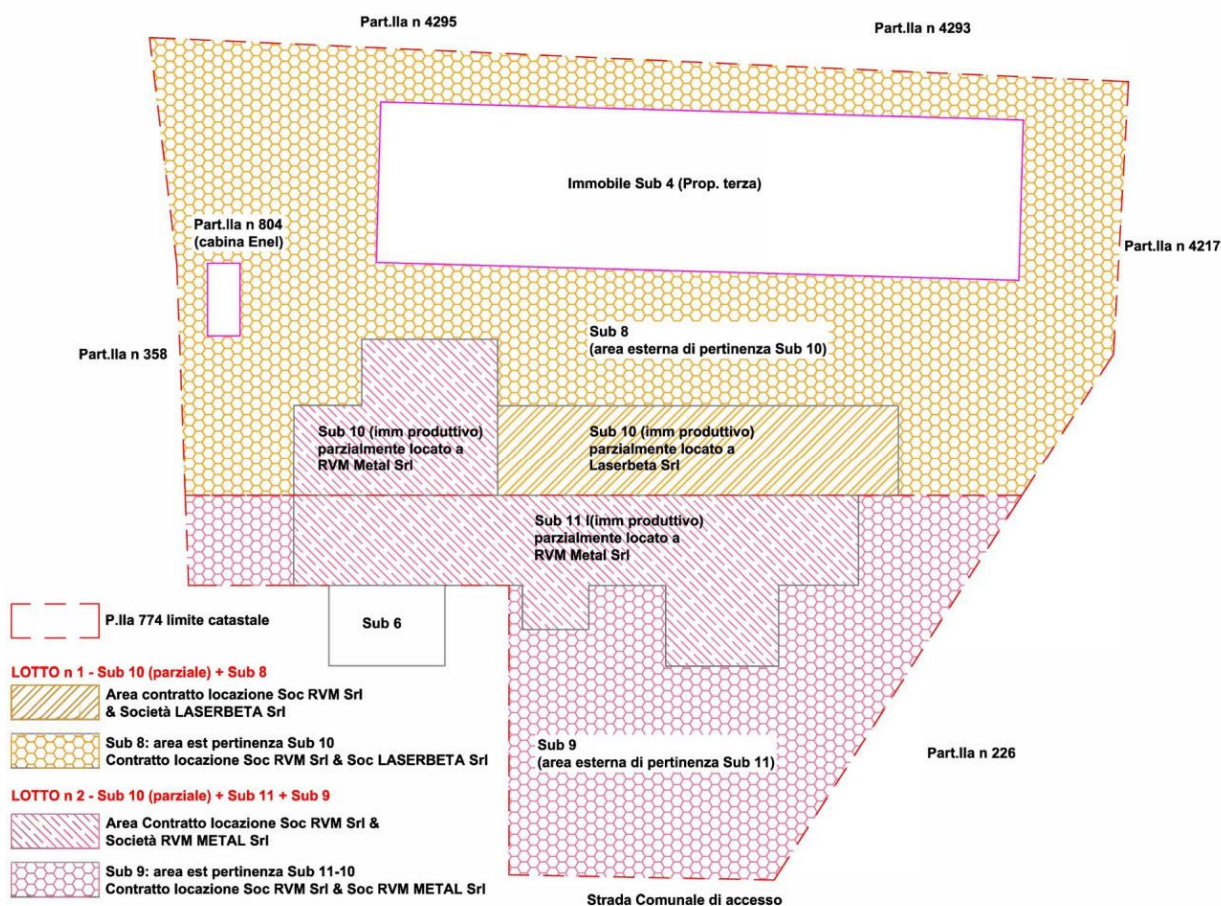 Part.lla n 4295
Part.lla n 4293
Immobile Sub 4 (Prop. terza)
Part.lla n 804
(cabina Enel)
Part.lla n 4217
Sub 8
(area esterna di pertinenza Sub 10)
Part.lla n 358
Sub 10 (imm produttivo)
parzialmente locato a
RVM Metal Srl
Sub 10 (imm produttivo)
parzialmente locato a
Laserbeta Srl
Sub 11 I(imm produttivo)
parzialmente locato a
RVM Metal Srl
Sub 6
P.lla 774 limite catastale
LOTTO n 1 - Sub 10 (parziale) + Sub 8
Area contratto locazione Soc RVM Srl
& Società LASERBETA Srl
Sub 8: area est pertinenza Sub 10
Contratto locazione Soc RVM Srl & Soc LASERBETA Srl
LOTTO n 2 - Sub 10 (parziale) + Sub 11 + Sub 9
Area Contratto locazione Soc RVM Srl &
Società RVM METAL Srl
Sub 9: area est pertinenza Sub 11-10
Contratto locazione Soc RVM Srl & Soc RVM METAL Srl
Sub 9
(area esterna di pertinenza Sub 11)
Part.lla n 226
Strada Comunale di accesso